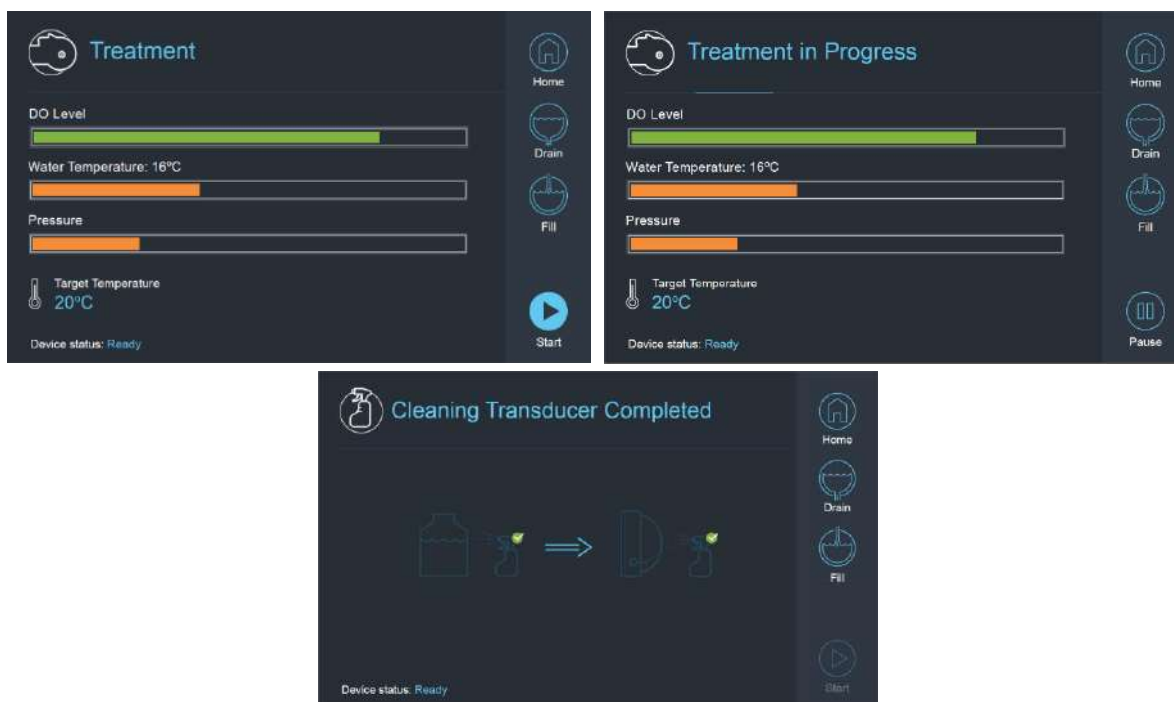 Treatment
Home
DO Level
Drain
Water Temperature: 16ºC
Fill
Pressure
Target Temperature
20ºC
Start
Device status: Ready
Treatment in Progress
Home
DO Level
Drain
Water Temperature: 16ºC
Fill
Pressure
Target Temperature
20ºC
Pause
Device status: Ready
Cleaning Transducer Completed
Home
Drain
Fill
Start
Device status: Ready